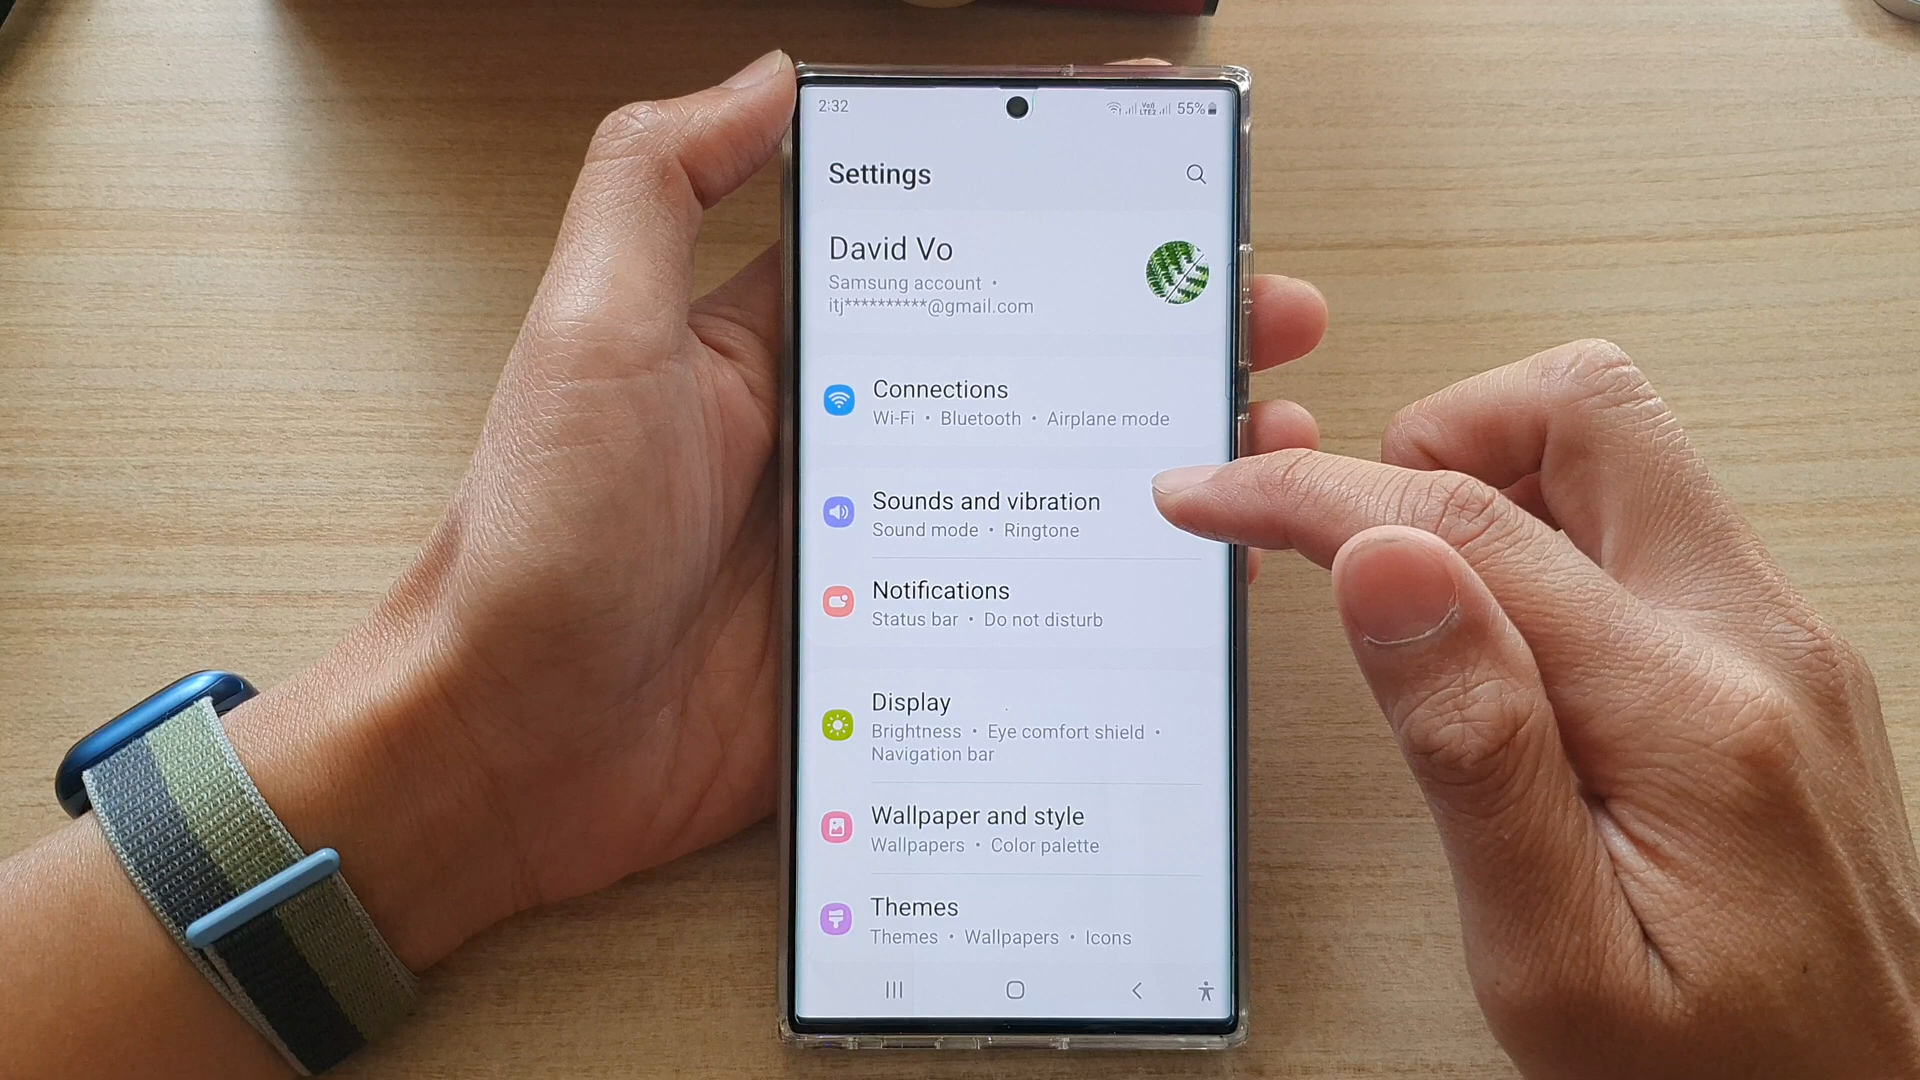 2:32
Vo)) LTE2 55%
Settings
David Vo
Samsung account •
itj**********@gmail.com
Connections
Wi-Fi • Bluetooth • Airplane mode
Sounds and vibration
Sound mode • Ringtone
Notifications
Status bar • Do not disturb
Display
Brightness • Eye comfort shield •
Navigation bar
Wallpaper and style
Wallpapers • Color palette
Themes
Themes • Wallpapers • Icons